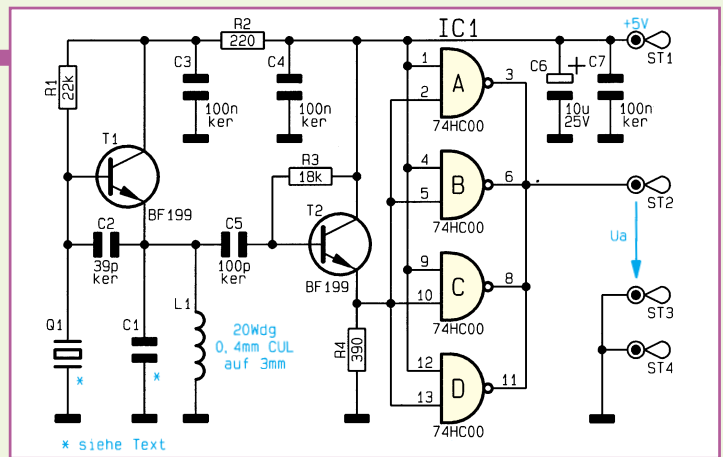 +5V
IC1
R2
220
ST1
C3
100n
ker
C4
100n
ker
C6
+
10u
25V
C7
100n
ker
R1
22k
1
2
A
3
74HC00
T1
BF199
R3
18k
4
5
B
6
74HC00
ST2
T2
BF199
C2
39p
ker
C5
100p
ker
Ua
9
10
C
8
74HC00
ST3
Q1
*
C1
*
L1
20Wdg
0,4mm CUL
auf 3mm
R4
390
12
13
D
11
74HC00
ST4
* siehe Text